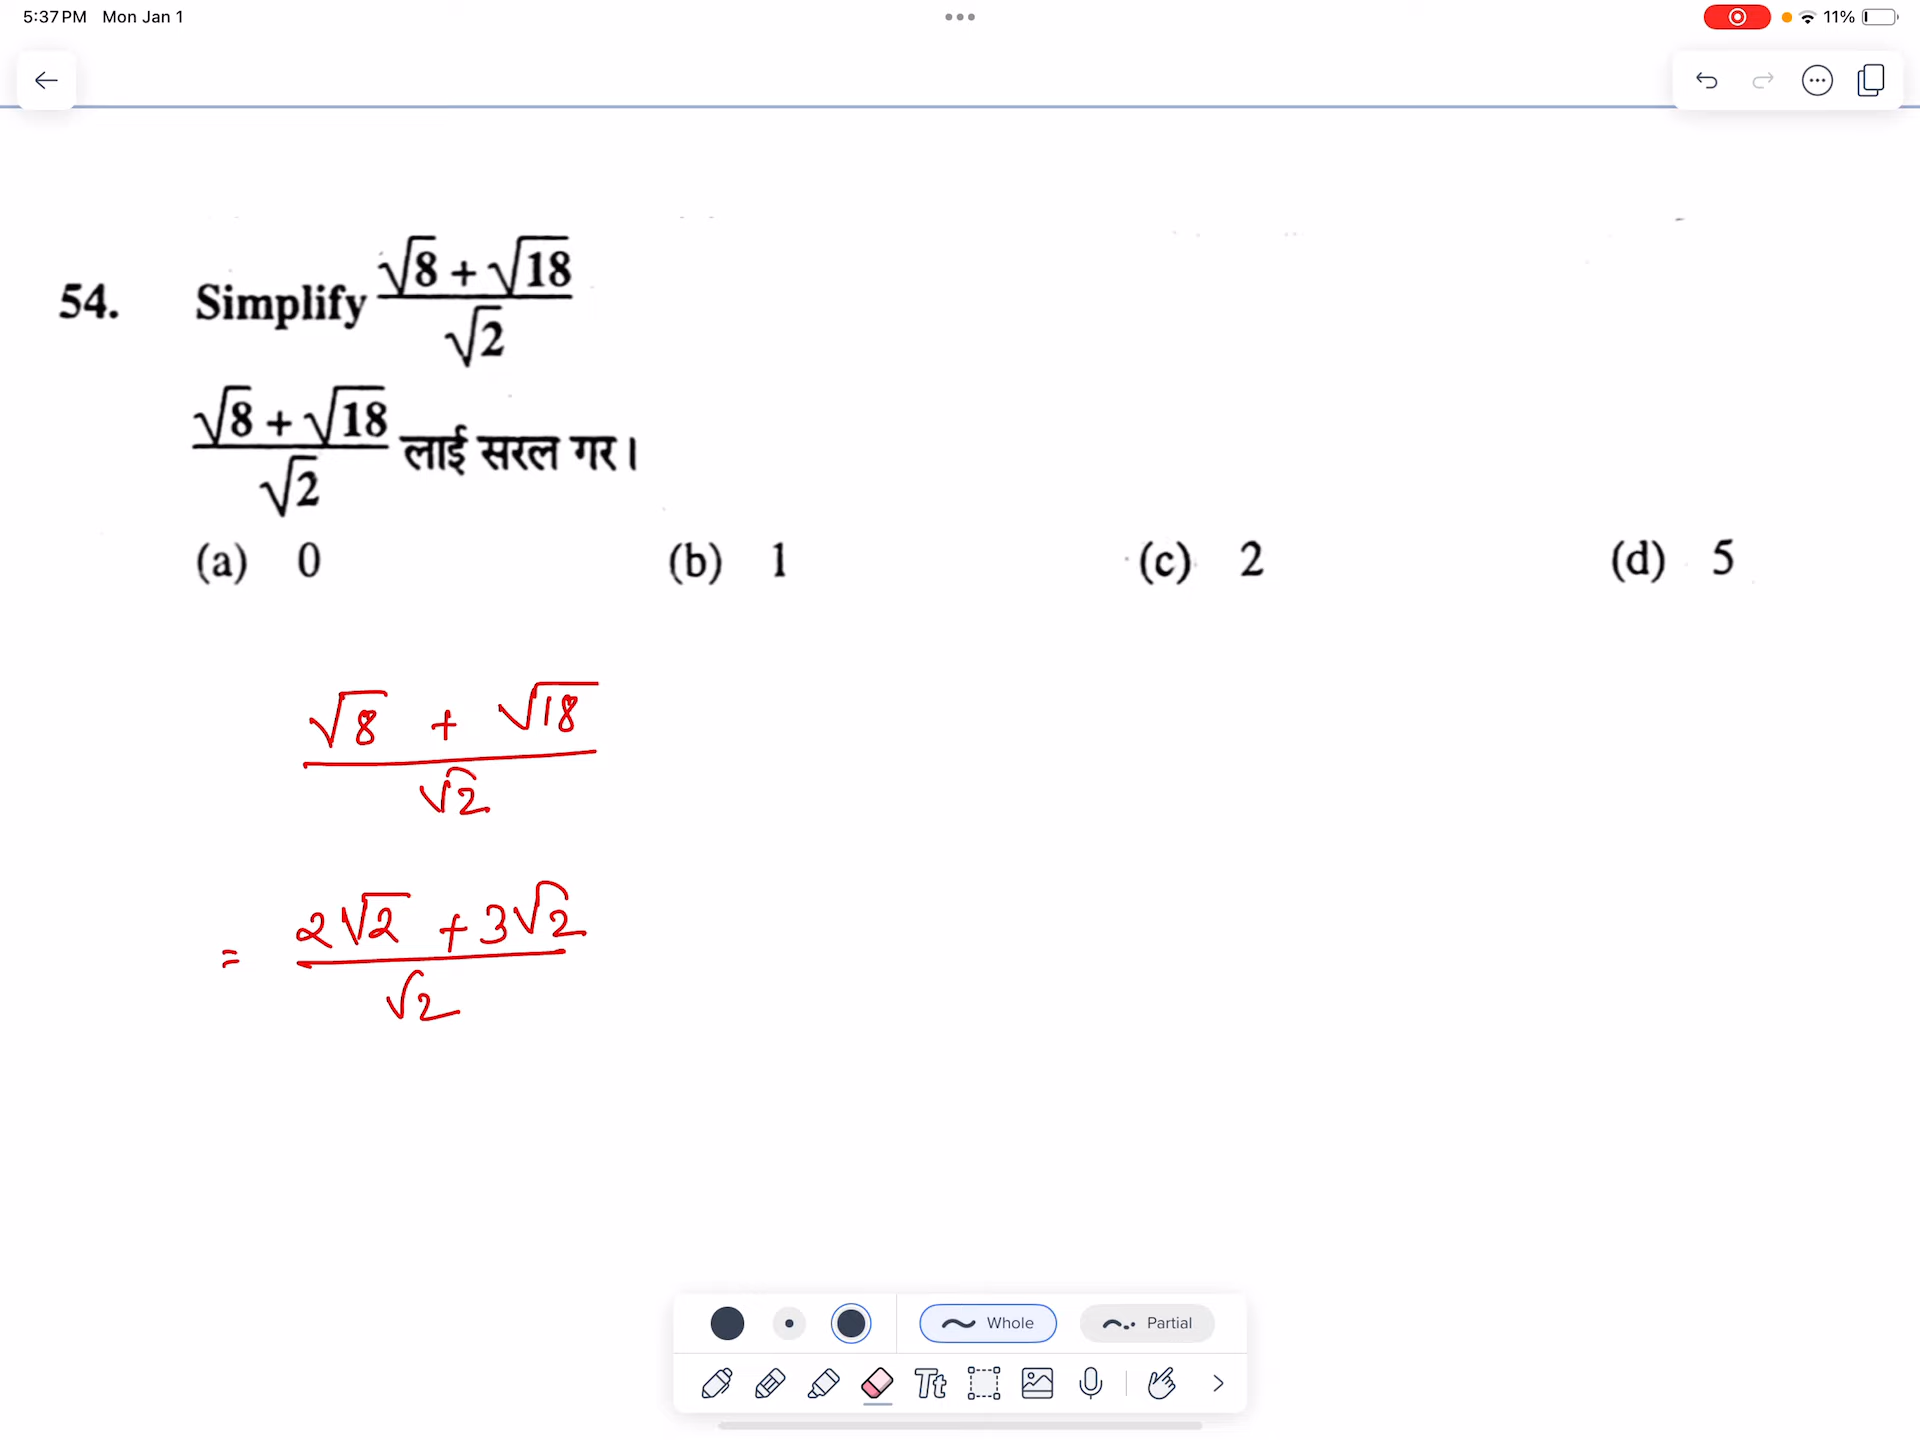 5:37 PM Mon Jan 1
11%
54. Simplify (√8 + √18)/√2
(√8 + √18)/√2 लाई सरल गर।
(a) 0 (b) 1 (c) 2 (d) 5
(√8 + √18)/√2
= (2√2 + 3√2)/√2
Whole Partial
Tt